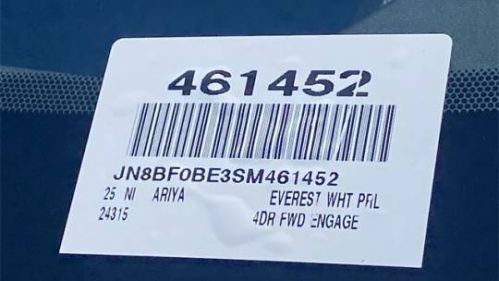 461452
JN8BF0BE3SM461452
25 NI ARIYA EVEREST WHT PRL
24315 4DR FWD ENGAGE